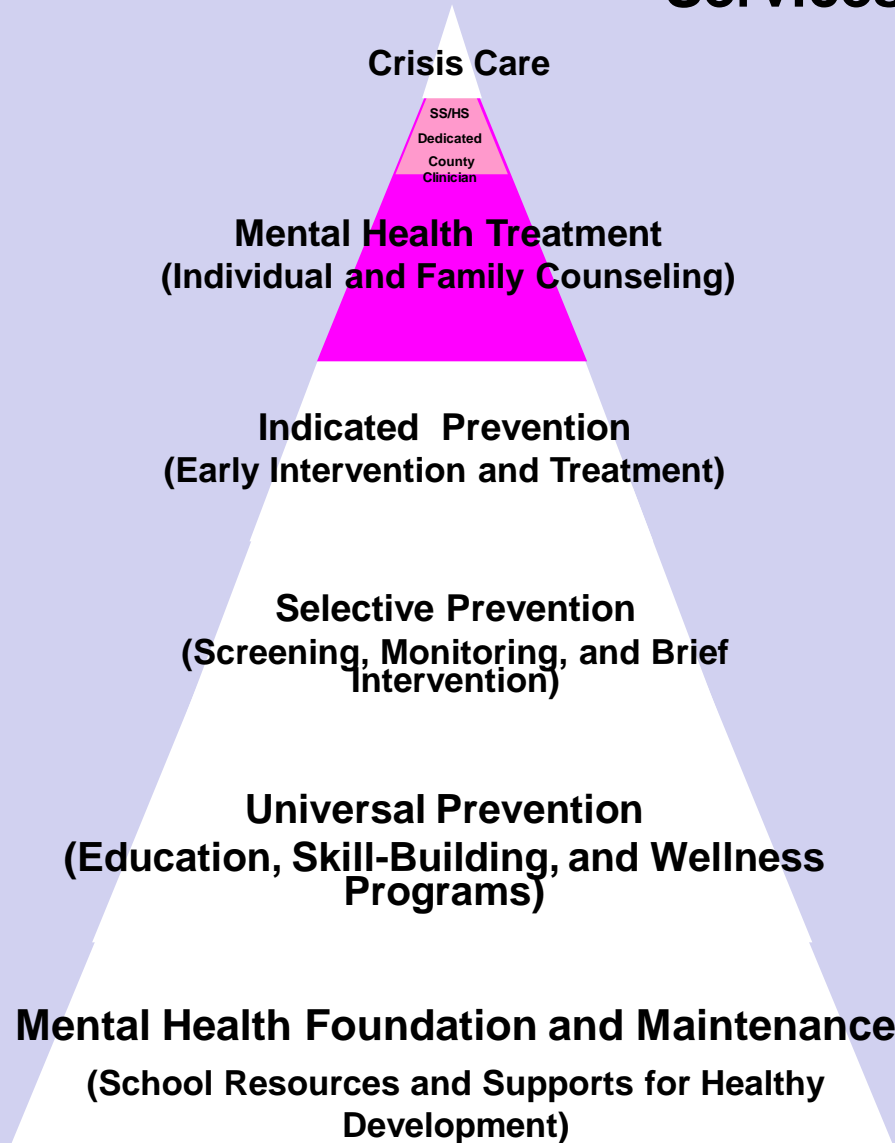 Services
Crisis Care
SS/HS
Dedicated
County
Clinician
Mental Health Treatment
(Individual and Family Counseling)
Indicated Prevention
(Early Intervention and Treatment)
Selective Prevention
(Screening, Monitoring, and Brief
Intervention)
Universal Prevention
(Education, Skill-Building, and Wellness
Programs)
Mental Health Foundation and Maintenance
(School Resources and Supports for Healthy
Development)